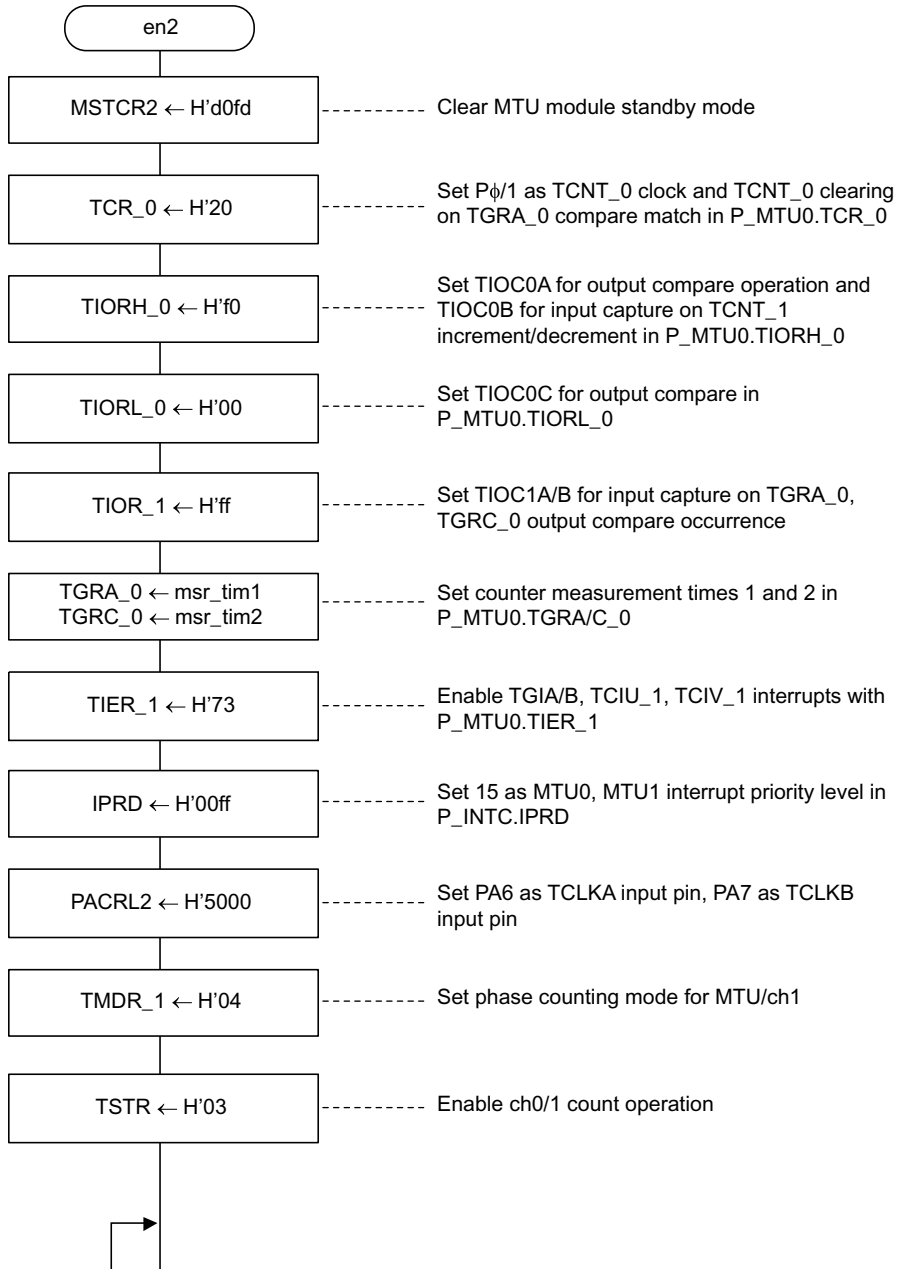 en2
MSTCR2 ← H’d0fd
Clear MTU module standby mode
TCR_0 ← H’20
Set Pϕ/1 as TCNT_0 clock and TCNT_0 clearing
on TGRA_0 compare match in P_MTU0.TCR_0
TIORH_0 ← H’f0
Set TIOC0A for output compare operation and
TIOC0B for input capture on TCNT_1
increment/decrement in P_MTU0.TIORH_0
TIORL_0 ← H’00
Set TIOC0C for output compare in
P_MTU0.TIORL_0
TIOR_1 ← H’ff
Set TIOC1A/B for input capture on TGRA_0,
TGRC_0 output compare occurrence
TGRA_0 ← msr_tim1
TGRC_0 ← msr_tim2
Set counter measurement times 1 and 2 in
P_MTU0.TGRA/C_0
TIER_1 ← H’73
Enable TGIA/B, TCIU_1, TCIV_1 interrupts with
P_MTU0.TIER_1
IPRD ← H’00ff
Set 15 as MTU0, MTU1 interrupt priority level in
P_INTC.IPRD
PACRL2 ← H’5000
Set PA6 as TCLKA input pin, PA7 as TCLKB
input pin
TMDR_1 ← H’04
Set phase counting mode for MTU/ch1
TSTR ← H’03
Enable ch0/1 count operation